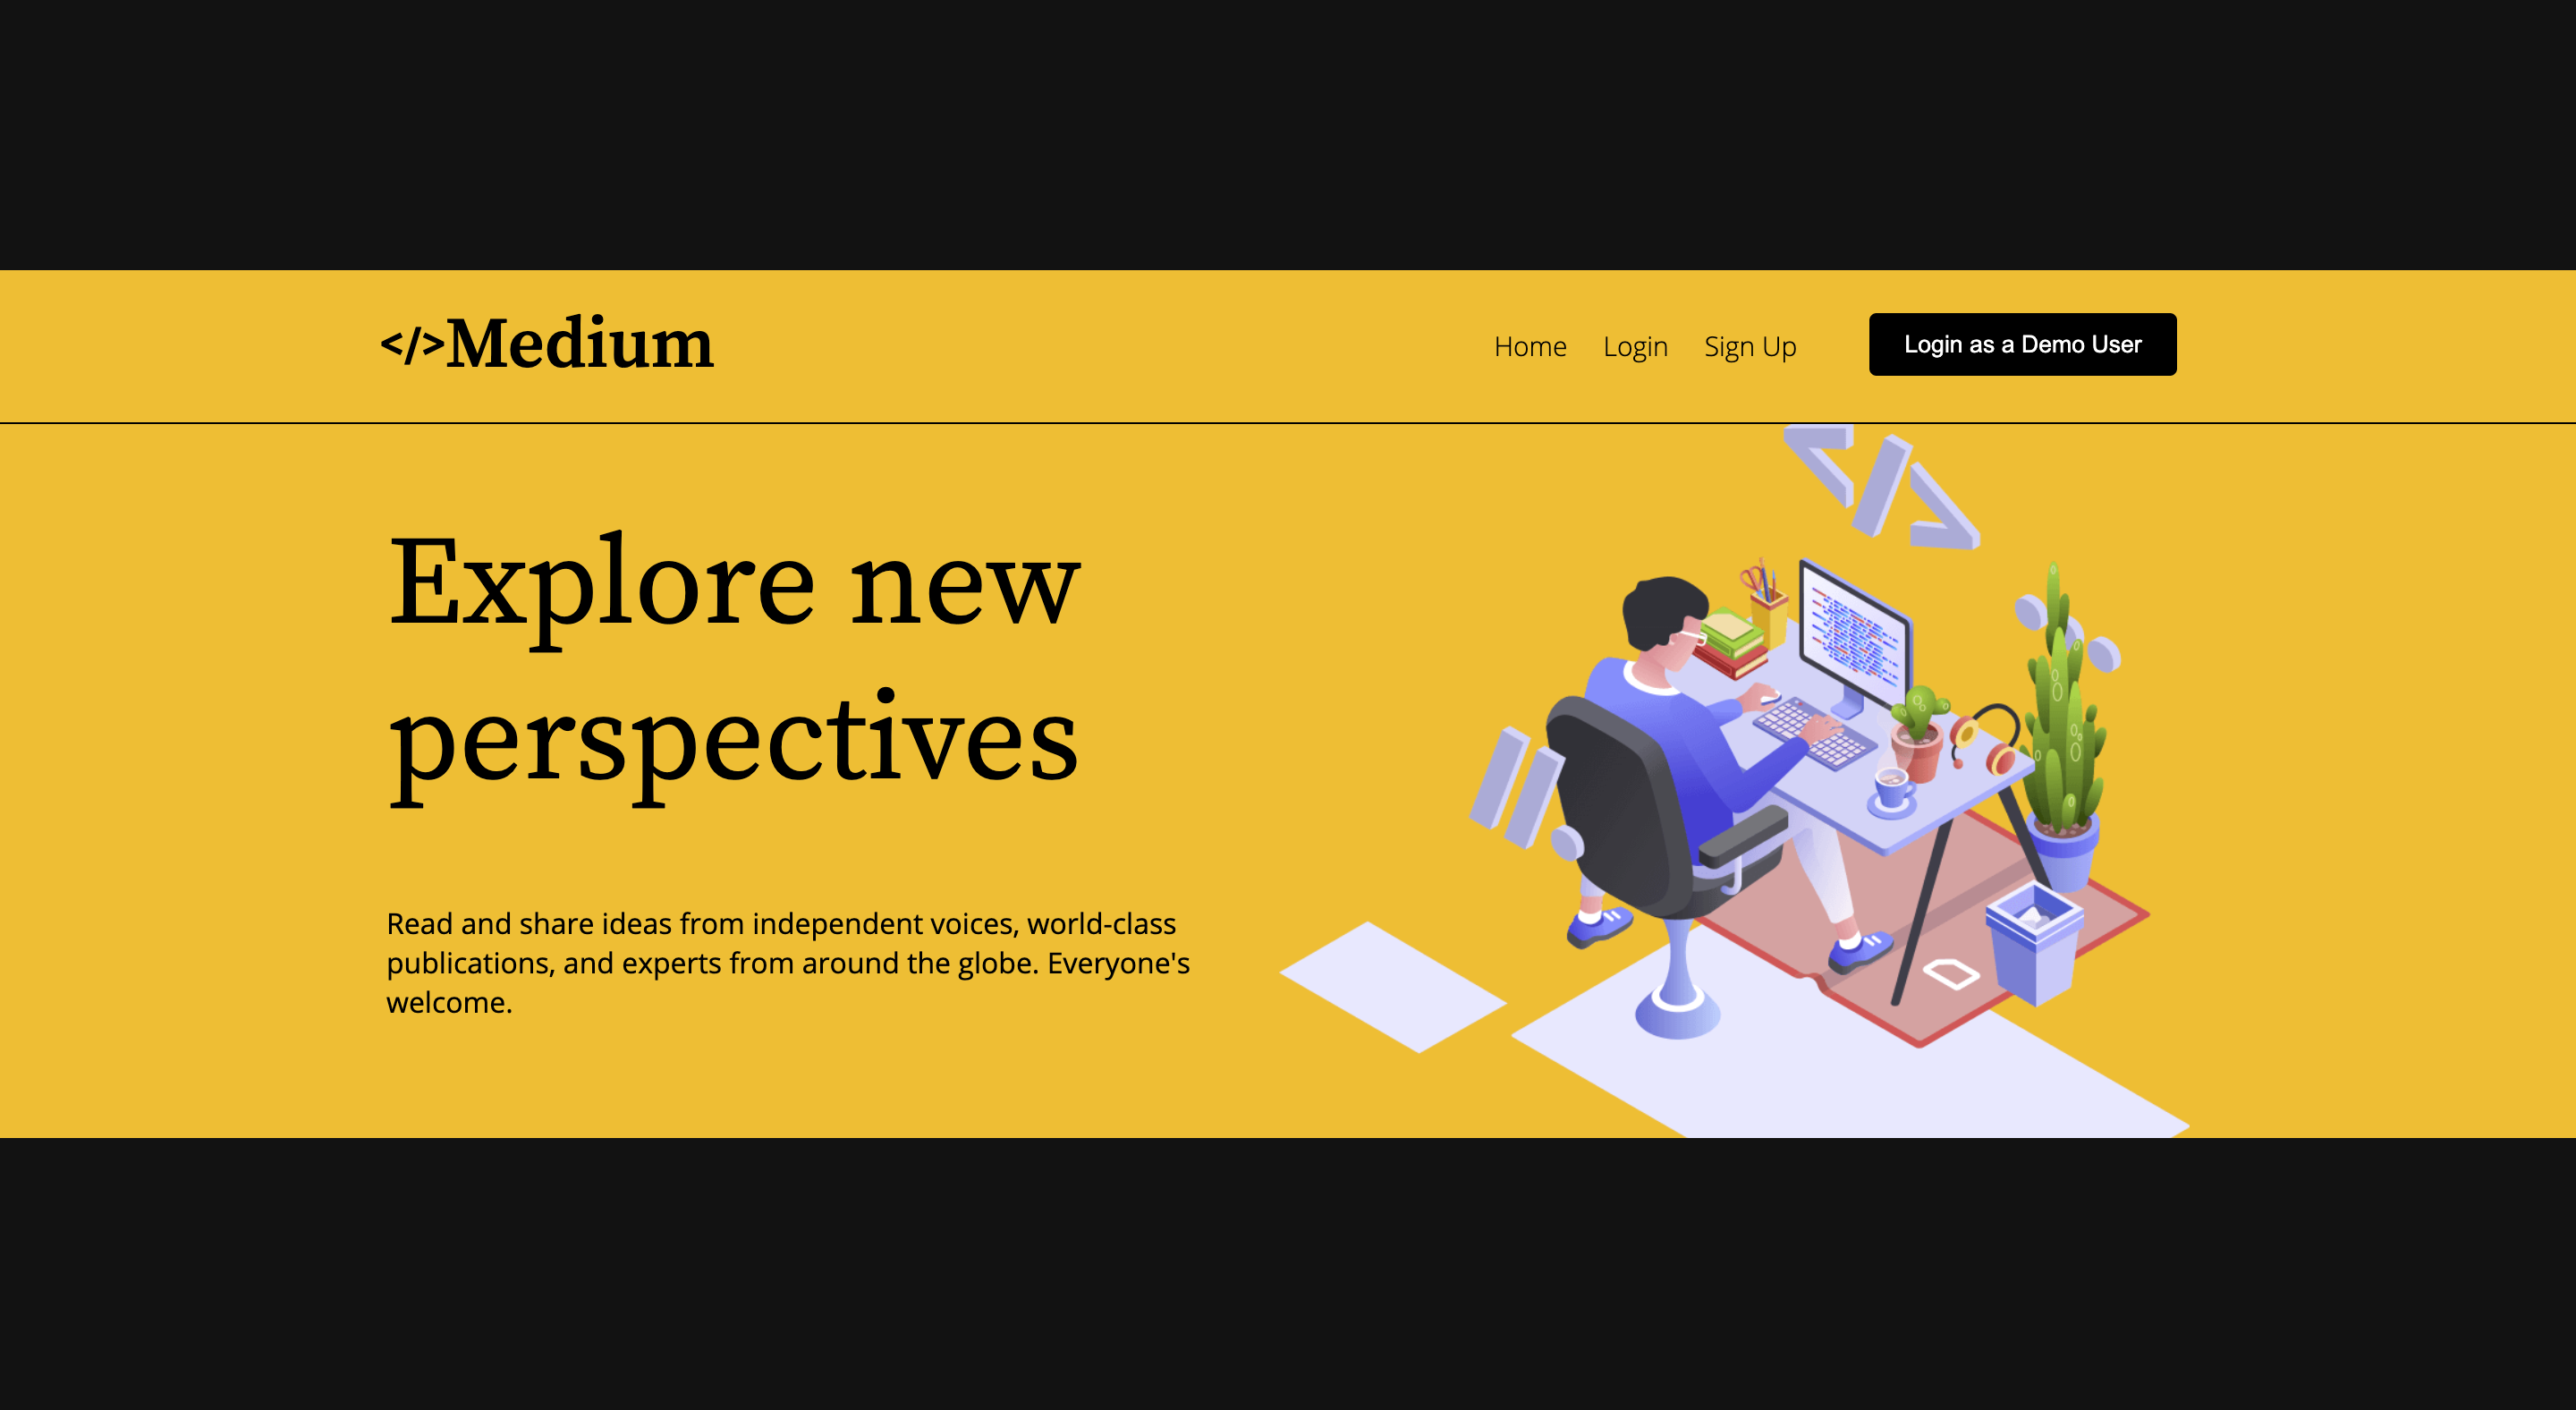 </>Medium
Home Login Sign Up Login as a Demo User
</>
Explore new
perspectives
Read and share ideas from independent voices, world-class
publications, and experts from around the globe. Everyone's
welcome.